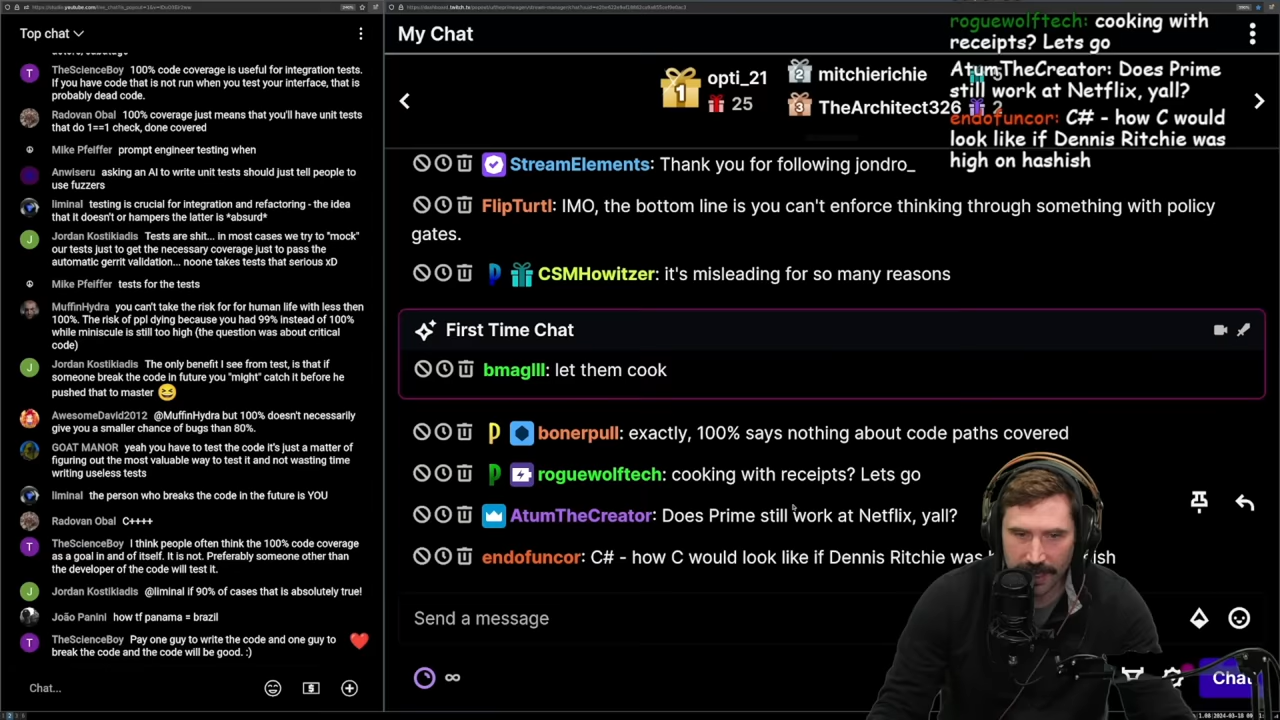 Top chat
TheScienceBoy 100% code coverage is useful for integration tests.
If you have code that is not run when you test your interface, that is
probably dead code.
Radovan Obal 100% coverage just means that you'll have unit tests
that do 1==1 check, done covered
Mike Pfeiffer prompt engineer testing when
Anwiseru asking an AI to write unit tests should just tell people to
use fuzzers
liminal testing is crucial for integration and refactoring - the idea
that it doesn't or hampers the latter is *absurd*
Jordan Kostikiadis Tests are shit... in most cases we try to "mock"
our tests just to get the necessary coverage just to pass the
automatic gerrit validation... noone takes tests that serious xD
Mike Pfeiffer tests for the tests
MuffinHydra you can't take the risk for for human life with less then
100%. The risk of ppl dying because you had 99% instead of 100%
while miniscule is still too high (the question was about critical
code)
Jordan Kostikiadis The only benefit I see from test, is that if
someone break the code in future you "might" catch it before he
pushed that to master 😆
AwesomeDavid2012 @MuffinHydra but 100% doesn't necessarily
give you a smaller chance of bugs than 80%.
GOAT MANOR yeah you have to test the code it's just a matter of
figuring out the most valuable way to test it and not wasting time
writing useless tests
liminal the person who breaks the code in the future is YOU
Radovan Obal C++++
TheScienceBoy I think people often think the 100% code coverage
as a goal in and of itself. It is not. Preferably someone other than
the developer of the code will test it.
Jordan Kostikiadis @liminal if 90% of cases that is absolutely true!
João Panini how tf panama = brazil
TheScienceBoy Pay one guy to write the code and one guy to
break the code and the code will be good. :)
Chat...
My Chat
1 opti_21
25
2 mitchierichie
3 TheArchitect326 2
StreamElements: Thank you for following jondro_
FlipTurtl: IMO, the bottom line is you can't enforce thinking through something with policy
gates.
CSMHowitzer: it's misleading for so many reasons
First Time Chat
bmaglll: let them cook
bonerpull: exactly, 100% says nothing about code paths covered
roguewolftech: cooking with receipts? Lets go
AtumTheCreator: Does Prime still work at Netflix, yall?
endofuncor: C# - how C would look like if Dennis Ritchie was
Send a message
Chat
roguewolftech: cooking with
receipts? Lets go
AtumTheCreator: Does Prime
still work at Netflix, yall?
endofuncor: C# - how C would
look like if Dennis Ritchie was
high on hashish